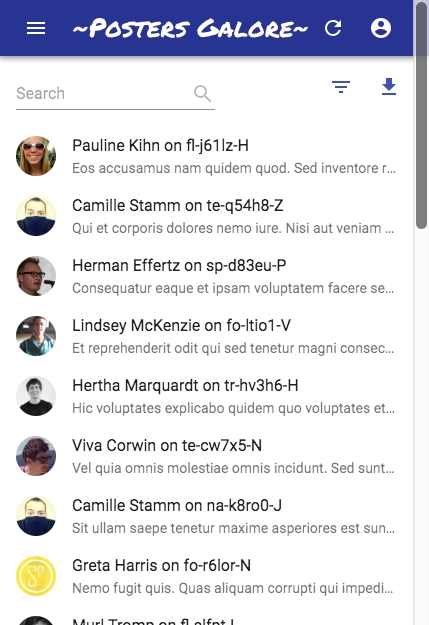 ~Posters Galore~
Search
Pauline Kihn on fl-j61lz-H
Eos accusamus nam quidem quod. Sed inventore r...
Camille Stamm on te-q54h8-Z
Qui et corporis dolores nemo iure. Nisi aut veniam ...
Herman Effertz on sp-d83eu-P
Consequatur eaque et ipsam voluptatem facere se...
Lindsey McKenzie on fo-ltio1-V
Et reprehenderit odit qui sed tenetur magni consec...
Hertha Marquardt on tr-hv3h6-H
Hic voluptates explicabo quidem quo voluptates et...
Viva Corwin on te-cw7x5-N
Vel quia omnis molestiae omnis incidunt. Sed sunt...
Camille Stamm on na-k8ro0-J
Sit ullam saepe tenetur maxime asperiores est sun...
Greta Harris on fo-r6lor-N
Nemo fugit quis. Quas aliquam corrupti qui impedi...